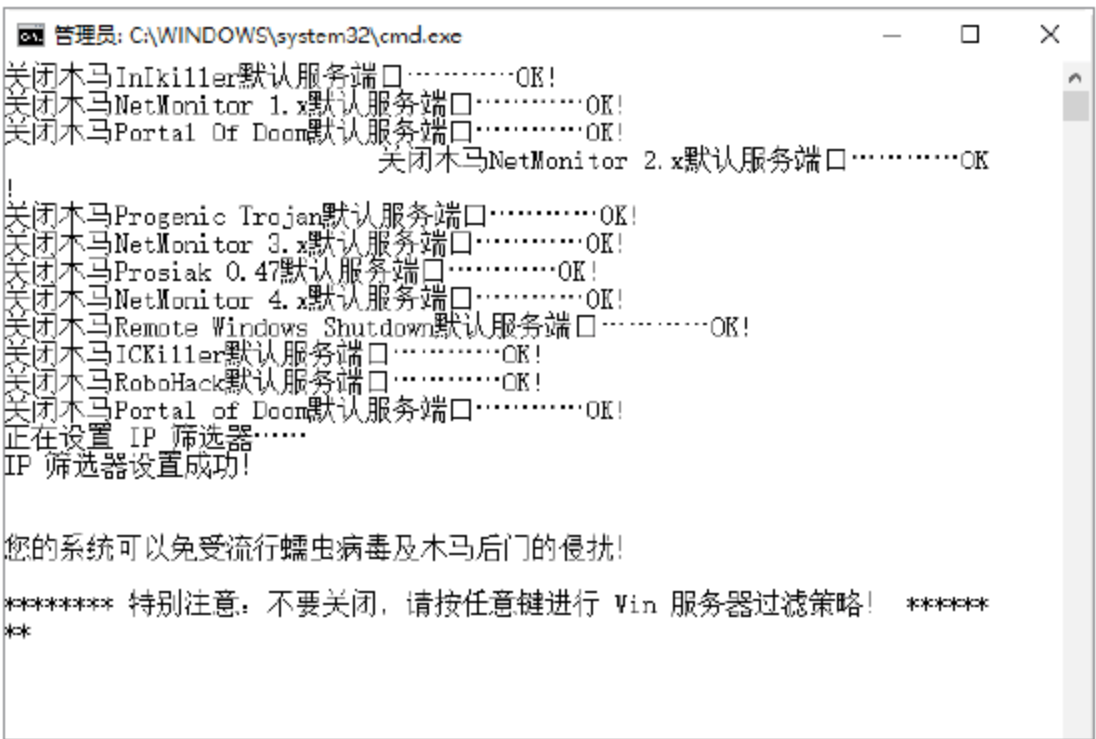 管理员: C:\WINDOWS\system32\cmd.exe
关闭木马InIkiller默认服务端口…………OK!
关闭木马NetMonitor 1.x默认服务端口…………OK!
关闭木马Portal Of Doom默认服务端口…………OK!
关闭木马NetMonitor 2.x默认服务端口…………OK
!
关闭木马Progenic Trojan默认服务端口…………OK!
关闭木马NetMonitor 3.x默认服务端口…………OK!
关闭木马Prosiak 0.47默认服务端口…………OK!
关闭木马NetMonitor 4.x默认服务端口…………OK!
关闭木马Remote Windows Shutdown默认服务端口…………OK!
关闭木马ICKiller默认服务端口…………OK!
关闭木马RoboHack默认服务端口…………OK!
关闭木马Portal of Doom默认服务端口…………OK!
正在设置 IP 筛选器……
IP 筛选器设置成功!
您的系统可以免受流行蠕虫病毒及木马后门的侵扰!
******** 特别注意：不要关闭, 请按任意键进行 Win 服务器过滤策略! ******
**